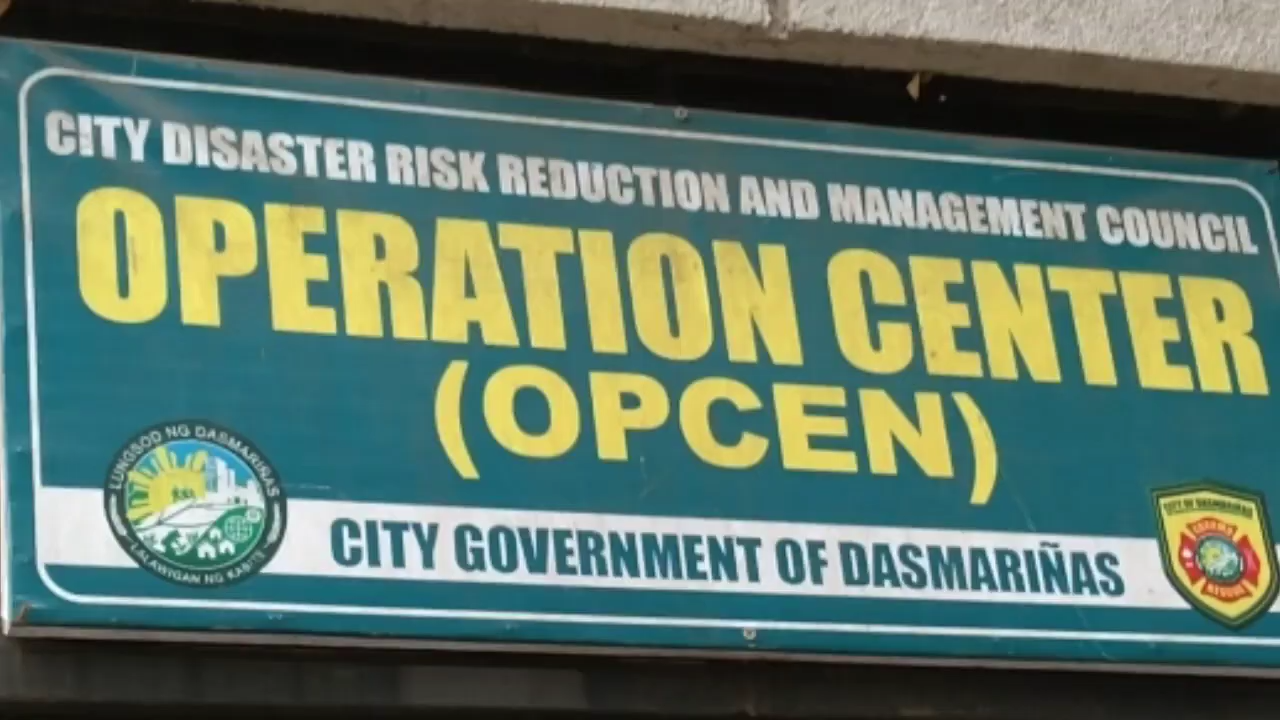 CITY DISASTER RISK REDUCTION AND MANAGEMENT COUNCIL
OPERATION CENTER
(OPCEN)
LUNGSOD NG DASMARIÑAS
LALAWIGAN NG KABITE
CITY GOVERNMENT OF DASMARIÑAS
CITY OF DASMARIÑAS
RESCUE